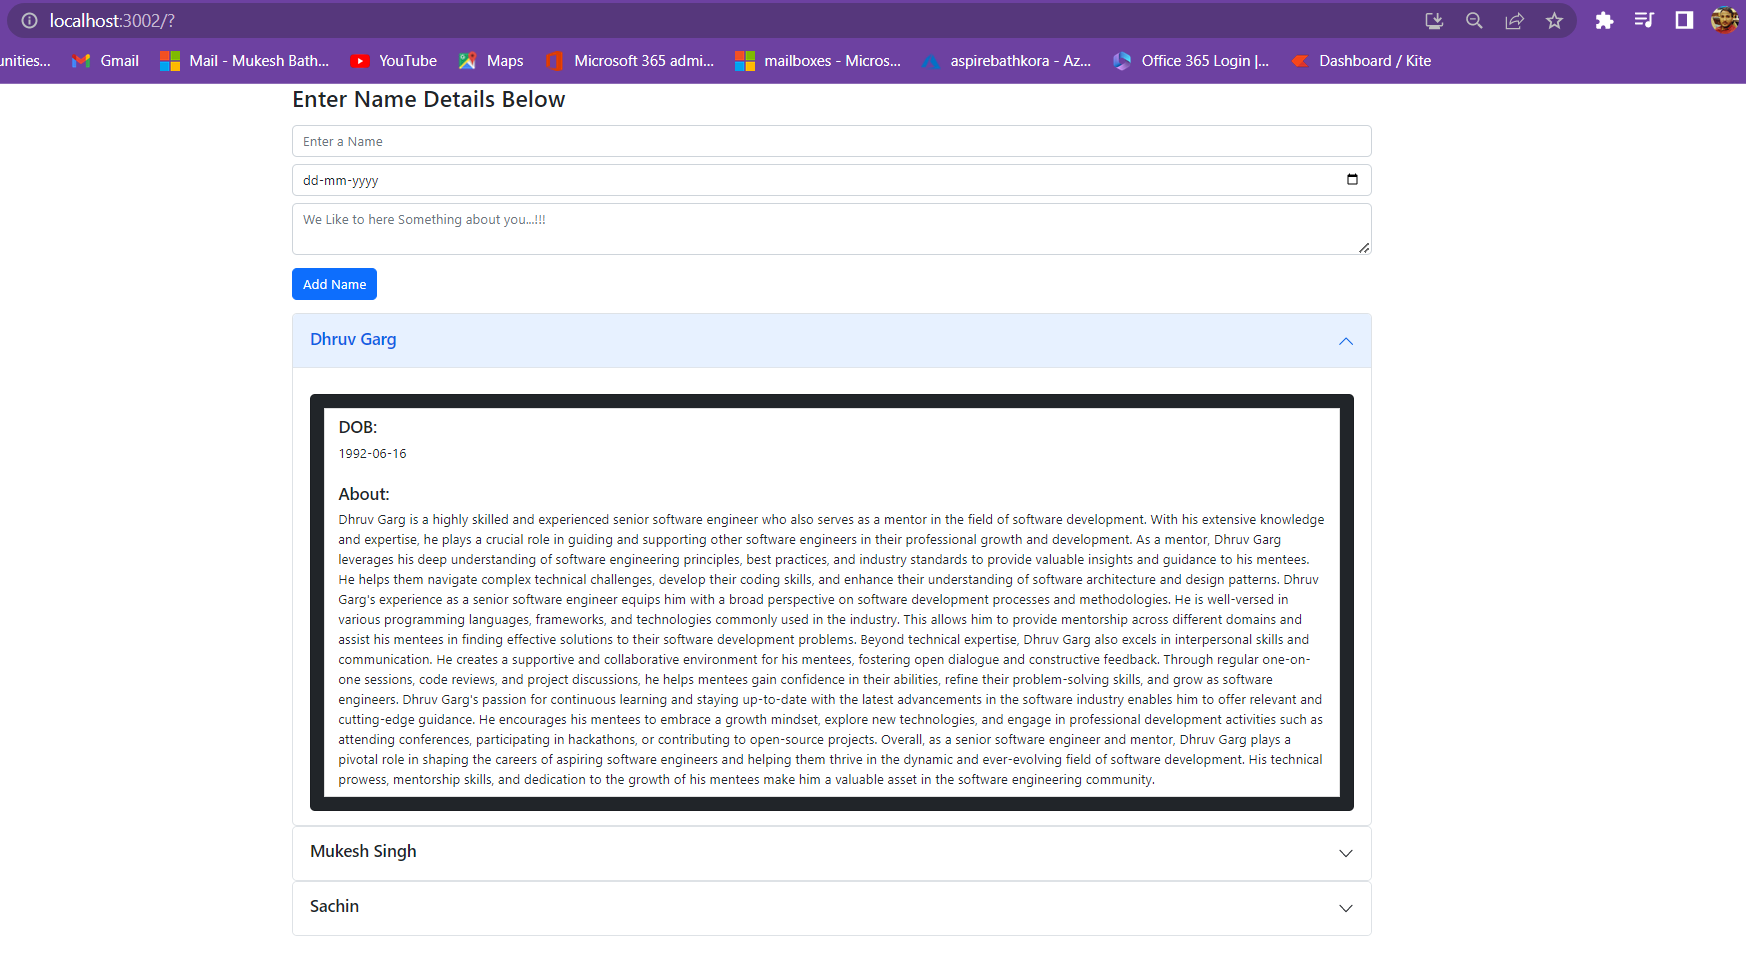 localhost:3002/?
unities...
Gmail
Mail - Mukesh Bath...
YouTube
Maps
Microsoft 365 admi...
mailboxes - Micros...
aspirebathkora - Az...
Office 365 Login |...
Dashboard / Kite
Enter Name Details Below
Enter a Name
dd-mm-yyyy
We Like to here Something about you...!!!
Add Name
Dhruv Garg
DOB:
1992-06-16
About:
Dhruv Garg is a highly skilled and experienced senior software engineer who also serves as a mentor in the field of software development. With his extensive knowledge
and expertise, he plays a crucial role in guiding and supporting other software engineers in their professional growth and development. As a mentor, Dhruv Garg
leverages his deep understanding of software engineering principles, best practices, and industry standards to provide valuable insights and guidance to his mentees.
He helps them navigate complex technical challenges, develop their coding skills, and enhance their understanding of software architecture and design patterns. Dhruv
Garg's experience as a senior software engineer equips him with a broad perspective on software development processes and methodologies. He is well-versed in
various programming languages, frameworks, and technologies commonly used in the industry. This allows him to provide mentorship across different domains and
assist his mentees in finding effective solutions to their software development problems. Beyond technical expertise, Dhruv Garg also excels in interpersonal skills and
communication. He creates a supportive and collaborative environment for his mentees, fostering open dialogue and constructive feedback. Through regular one-on-
one sessions, code reviews, and project discussions, he helps mentees gain confidence in their abilities, refine their problem-solving skills, and grow as software
engineers. Dhruv Garg's passion for continuous learning and staying up-to-date with the latest advancements in the software industry enables him to offer relevant and
cutting-edge guidance. He encourages his mentees to embrace a growth mindset, explore new technologies, and engage in professional development activities such as
attending conferences, participating in hackathons, or contributing to open-source projects. Overall, as a senior software engineer and mentor, Dhruv Garg plays a
pivotal role in shaping the careers of aspiring software engineers and helping them thrive in the dynamic and ever-evolving field of software development. His technical
prowess, mentorship skills, and dedication to the growth of his mentees make him a valuable asset in the software engineering community.
Mukesh Singh
Sachin